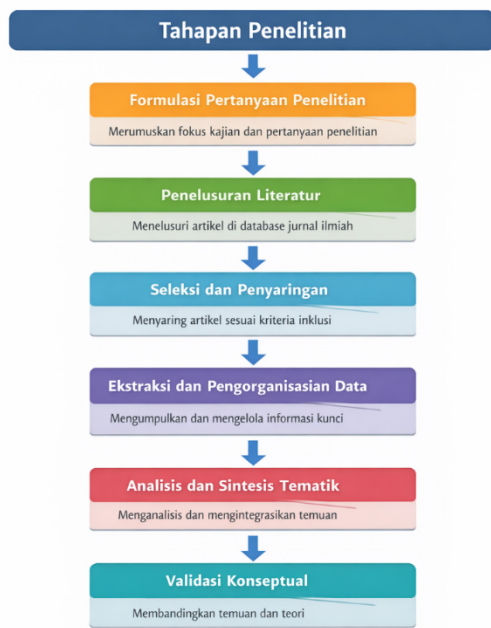 Tahapan Penelitian
Formulasi Pertanyaan Penelitian
Merumuskan fokus kajian dan pertanyaan penelitian
Penelusuran Literatur
Menelusuri artikel di database jurnal ilmiah
Seleksi dan Penyaringan
Menyaring artikel sesuai kriteria inklusi
Ekstraksi dan Pengorganisasian Data
Mengumpulkan dan mengelola informasi kunci
Analisis dan Sintesis Tematik
Menganalisis dan mengintegrasikan temuan
Validasi Konseptual
Membandingkan temuan dan teori